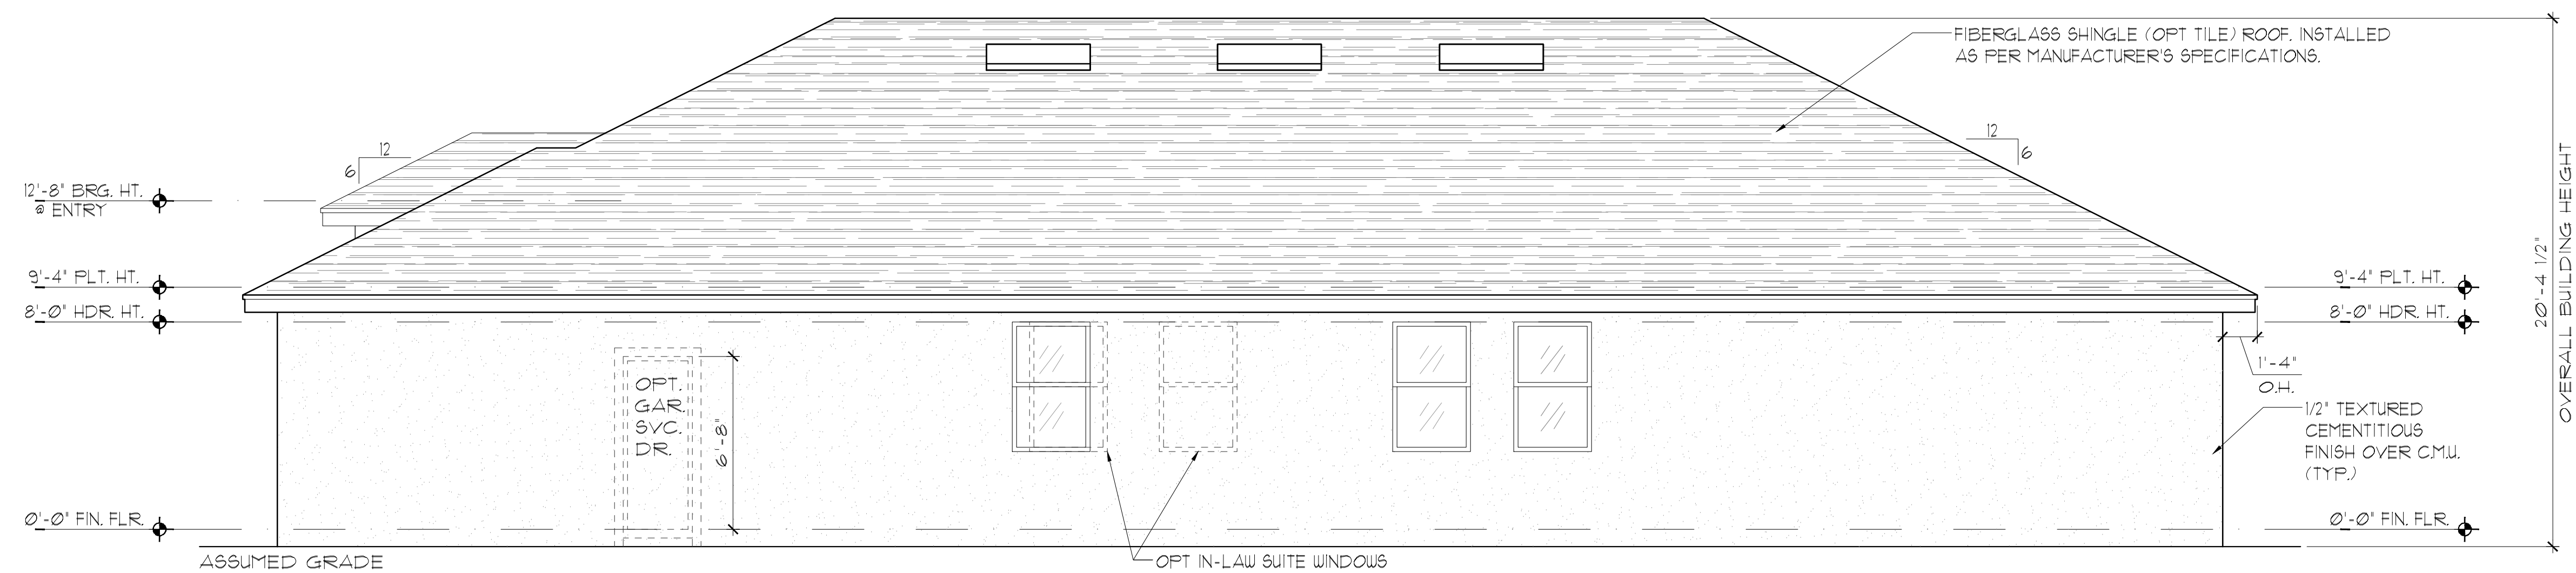 FIBERGLASS SHINGLE (OPT TILE) ROOF, INSTALLED
AS PER MANUFACTURER'S SPECIFICATIONS.
12
6
12
6
12'-8" BRG. HT.
@ ENTRY
9'-4" PLT. HT.
8'-0" HDR. HT.
0'-0" FIN. FLR.
ASSUMED GRADE
OPT.
GAR.
SVC.
DR.
6'-8"
OPT IN-LAW SUITE WINDOWS
9'-4" PLT. HT.
8'-0" HDR. HT.
1'-4"
O.H.
1/2" TEXTURED
CEMENTITIOUS
FINISH OVER C.M.U.
(TYP.)
0'-0" FIN. FLR.
20'-4 1/2"
OVERALL BUILDING HEIGHT